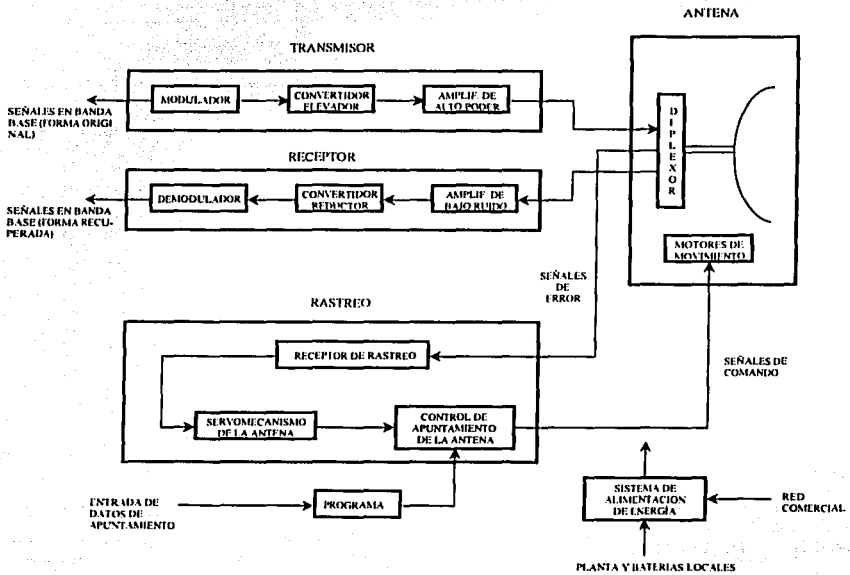 ANTENA
TRANSMISOR
MODULADOR
CONVERTIDOR
ELEVADOR
AMPLIF. DE
ALTO PODER
SEÑALES EN BANDA
BASE (FORMA ORIGI
NAL)
D
I
P
L
E
X
O
R
RECEPTOR
DEMODULADOR
CONVERTIDOR
REDUCTOR
AMPLIF. DE
BAJO RUIDO
SEÑALES EN BANDA
BASE (FORMA RECU-
PERADA)
MOTORES DE
MOVIMIENTO
SEÑALES
DE
ERROR
RASTREO
RECEPTOR DE RASTREO
SEÑALES DE
COMANDO
SERVOMECANISMO
DE LA ANTENA
CONTROL DE
APUNTAMIENTO
DE LA ANTENA
ENTRADA DE
DATOS DE
APUNTAMIENTO
PROGRAMA
SISTEMA DE
ALIMENTACION
DE ENERGÍA
RED
COMERCIAL
PLANTA Y BATERIAS LOCALES